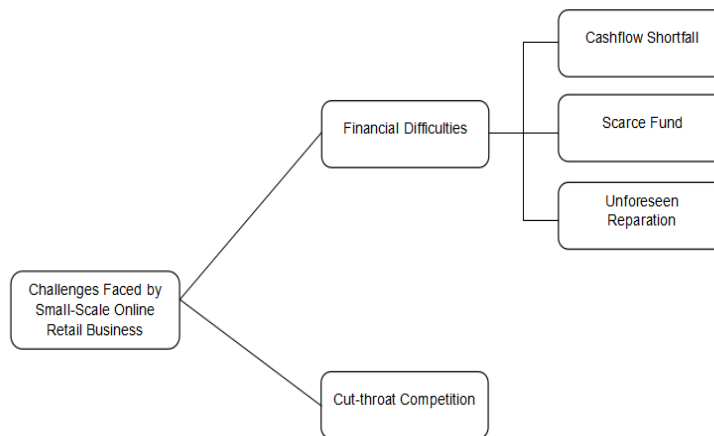 Cashflow Shortfall
Financial Difficulties
Scarce Fund
Unforeseen
Reparation
Challenges Faced by
Small-Scale Online
Retail Business
Cut-throat Competition